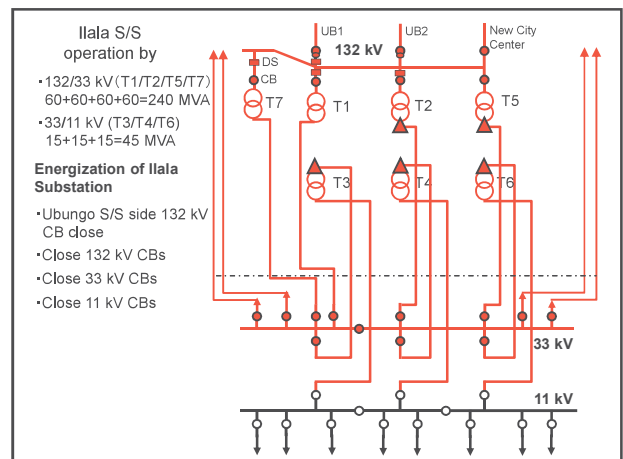 Ilala S/S
operation by
·132/33 kV (T1/T2/T5/T7)
60+60+60+60=240 MVA
·33/11 kV (T3/T4/T6)
15+15+15=45 MVA
Energization of Ilala
Substation
·Ubungo S/S side 132 kV
CB close
·Close 132 kV CBs
·Close 33 kV CBs
·Close 11 kV CBs
UB1
UB2
New City
Center
132 kV
DS
CB
T7
T1
T2
T5
T3
T4
T6
33 kV
11 kV